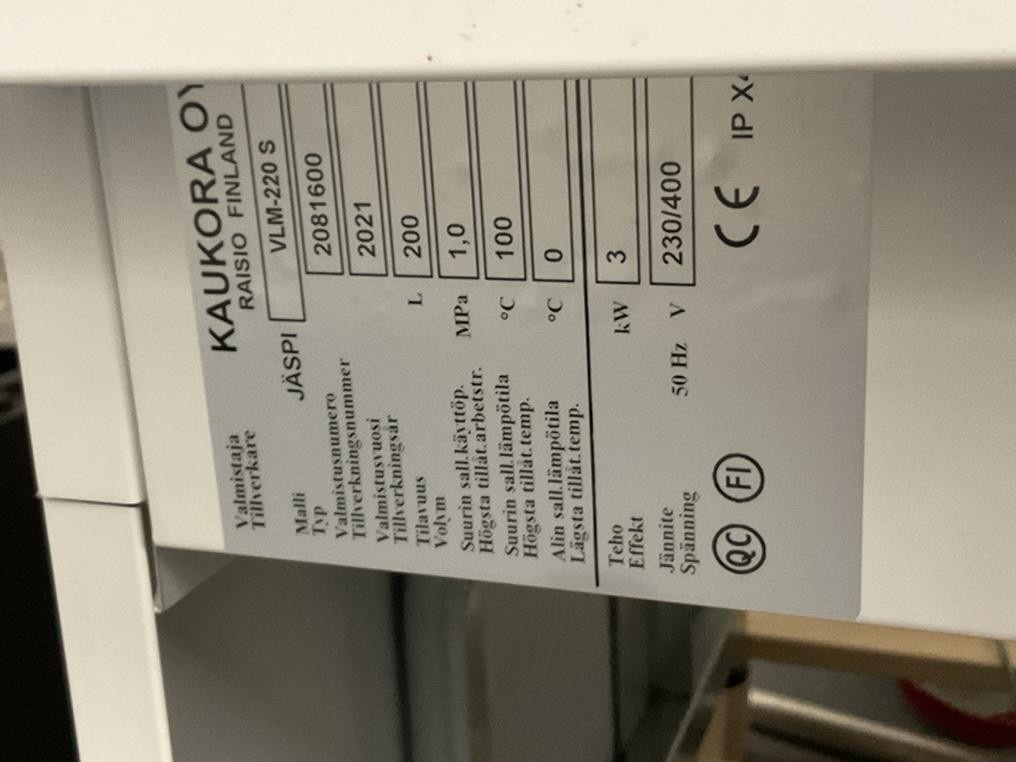 Valmistaja KAUKORA OY
Tillverkare RAISIO FINLAND
Malli JÄSPI VLM-220 S
Typ
Valmistusnumero 2081600
Tillverkningsnummer
Valmistusvuosi 2021
Tillverkningsår
Tilavuus L 200
Volym
Suurin sall.käyttöp. MPa 1,0
Högsta tillåt.arbetstr.
Suurin sall.lämpötila °C 100
Högsta tillåt.temp.
Alin sall.lämpötila °C 0
Lägsta tillåt.temp.
Teho kW 3
Effekt
Jännite 50 Hz V 230/400
Spänning
QC FI CE IP X4